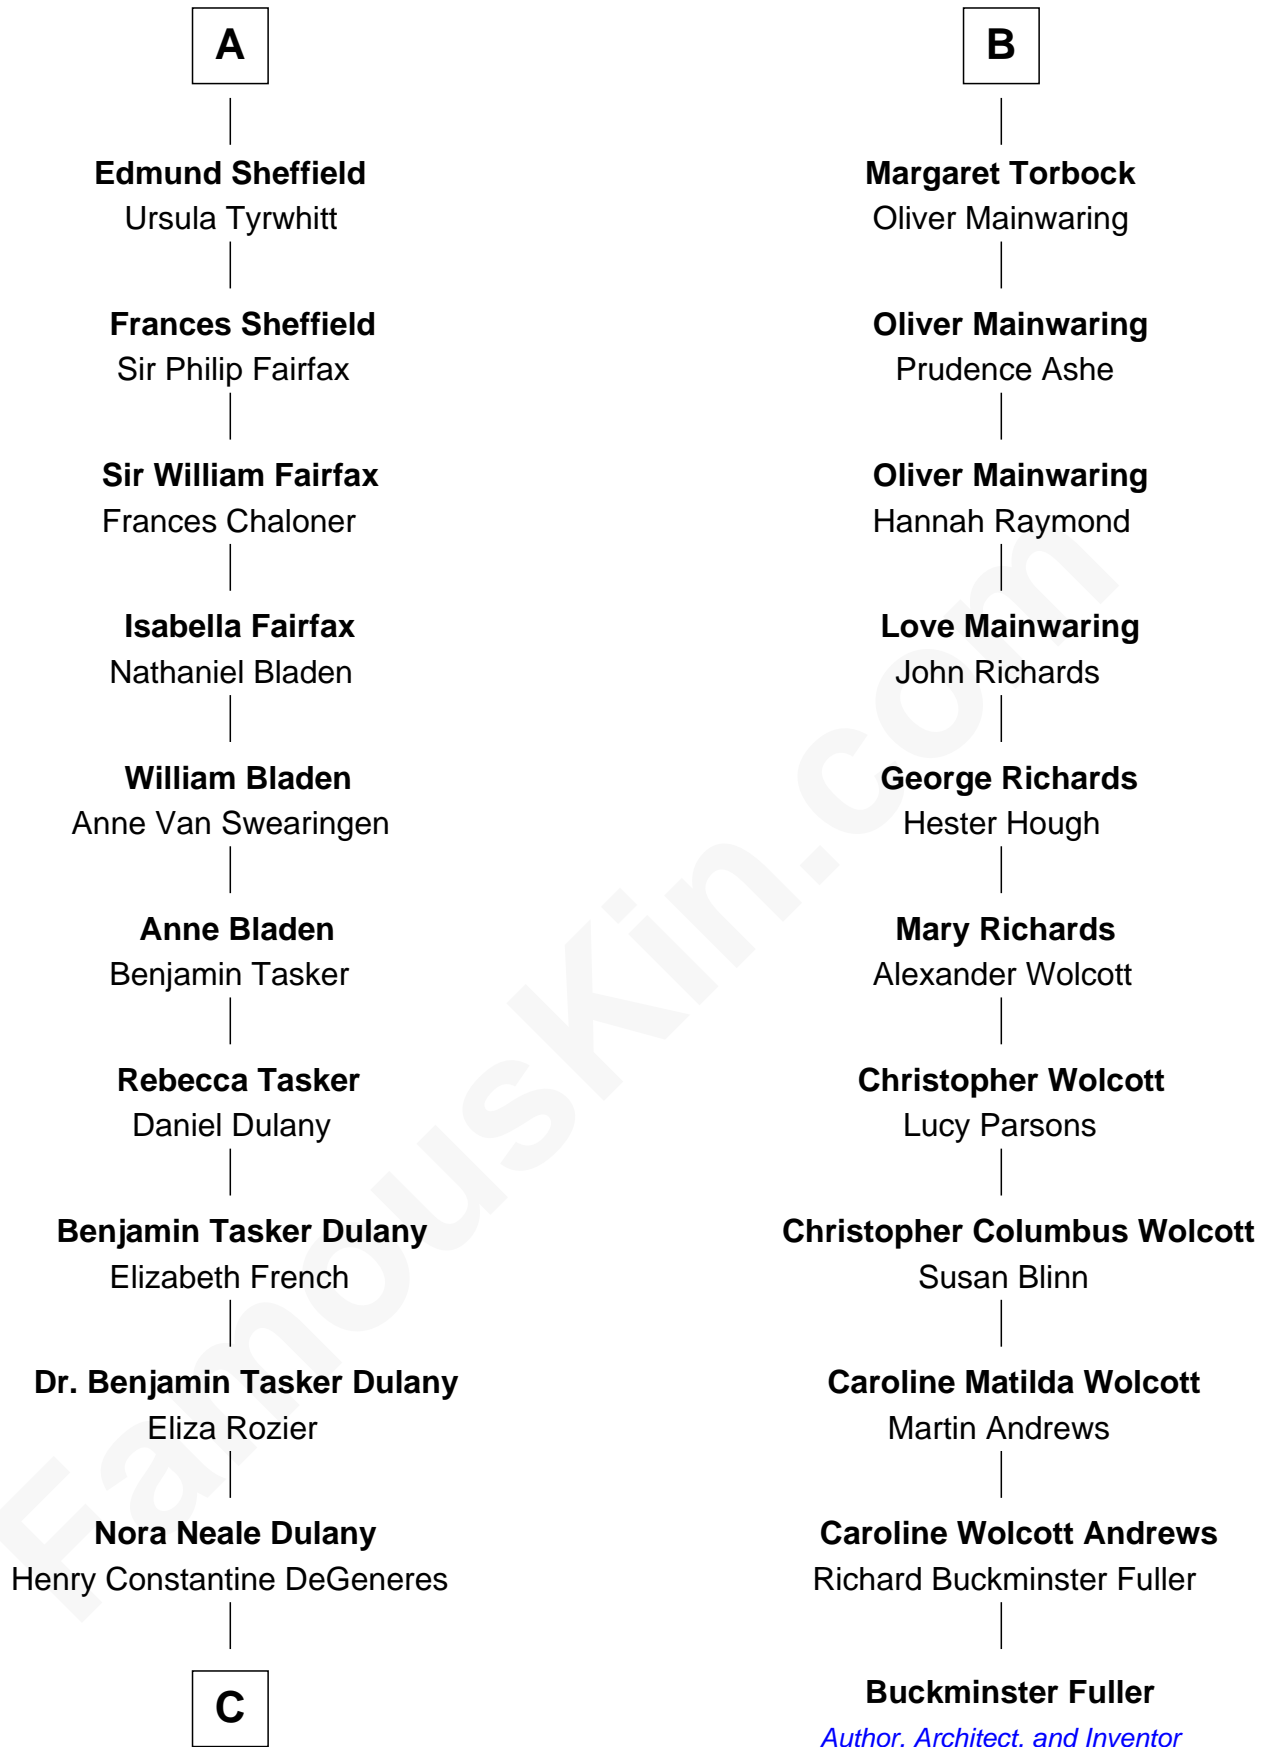 A
Edmund Sheffield
Ursula Tyrwhitt
Frances Sheffield
Sir Philip Fairfax
Sir William Fairfax
Frances Chaloner
Isabella Fairfax
Nathaniel Bladen
William Bladen
Anne Van Swearingen
Anne Bladen
Benjamin Tasker
Rebecca Tasker
Daniel Dulany
Benjamin Tasker Dulany
Elizabeth French
Dr. Benjamin Tasker Dulany
Eliza Rozier
Nora Neale Dulany
Henry Constantine DeGeneres
C
B
Margaret Torbock
Oliver Mainwaring
Oliver Mainwaring
Prudence Ashe
Oliver Mainwaring
Hannah Raymond
Love Mainwaring
John Richards
George Richards
Hester Hough
Mary Richards
Alexander Wolcott
Christopher Wolcott
Lucy Parsons
Christopher Columbus Wolcott
Susan Blinn
Caroline Matilda Wolcott
Martin Andrews
Caroline Wolcott Andrews
Richard Buckminster Fuller
Buckminster Fuller
Author, Architect, and Inventor
FamousKin.com